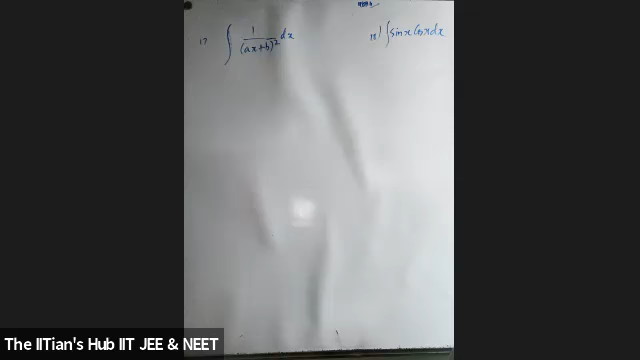 17 ∫ 1/(ax+b)² dx
18) ∫ Sinx Cosx dx
The IITian's Hub IIT JEE & NEET